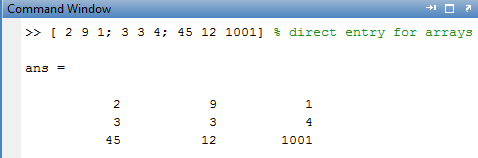 Command Window
>> [ 2 9 1; 3 3 4; 45 12 1001] % direct entry for arrays
ans =
2 9 1
3 3 4
45 12 1001